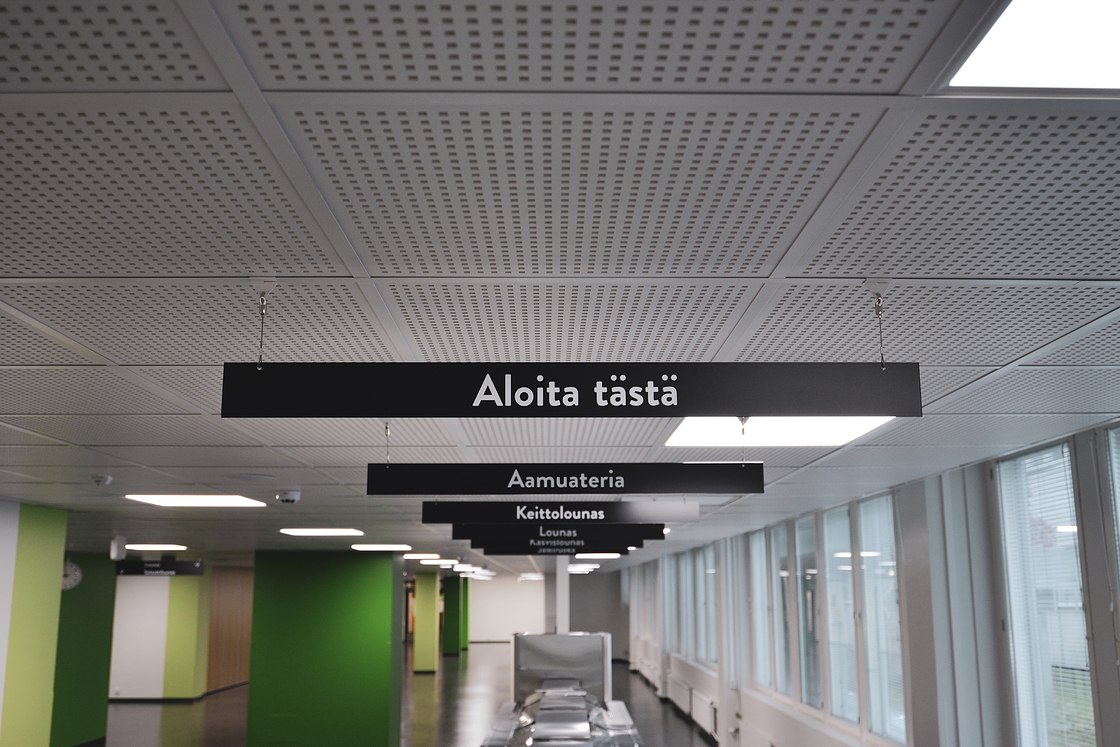 Aloita tästä
Aamuateria
Keittolounas
Lounas
Kasvislounas
Jälkiruoka